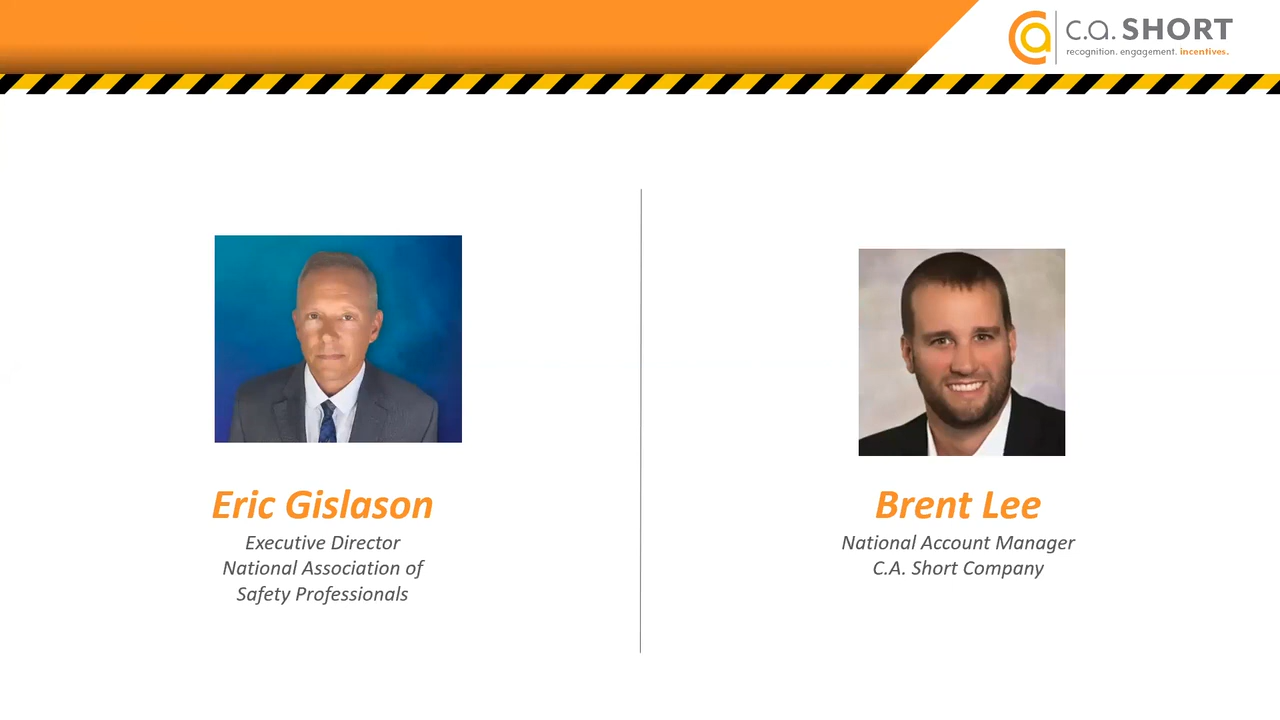 c.a. SHORT
recognition. engagement. incentives.
Eric Gislason
Executive Director
National Association of
Safety Professionals
Brent Lee
National Account Manager
C.A. Short Company